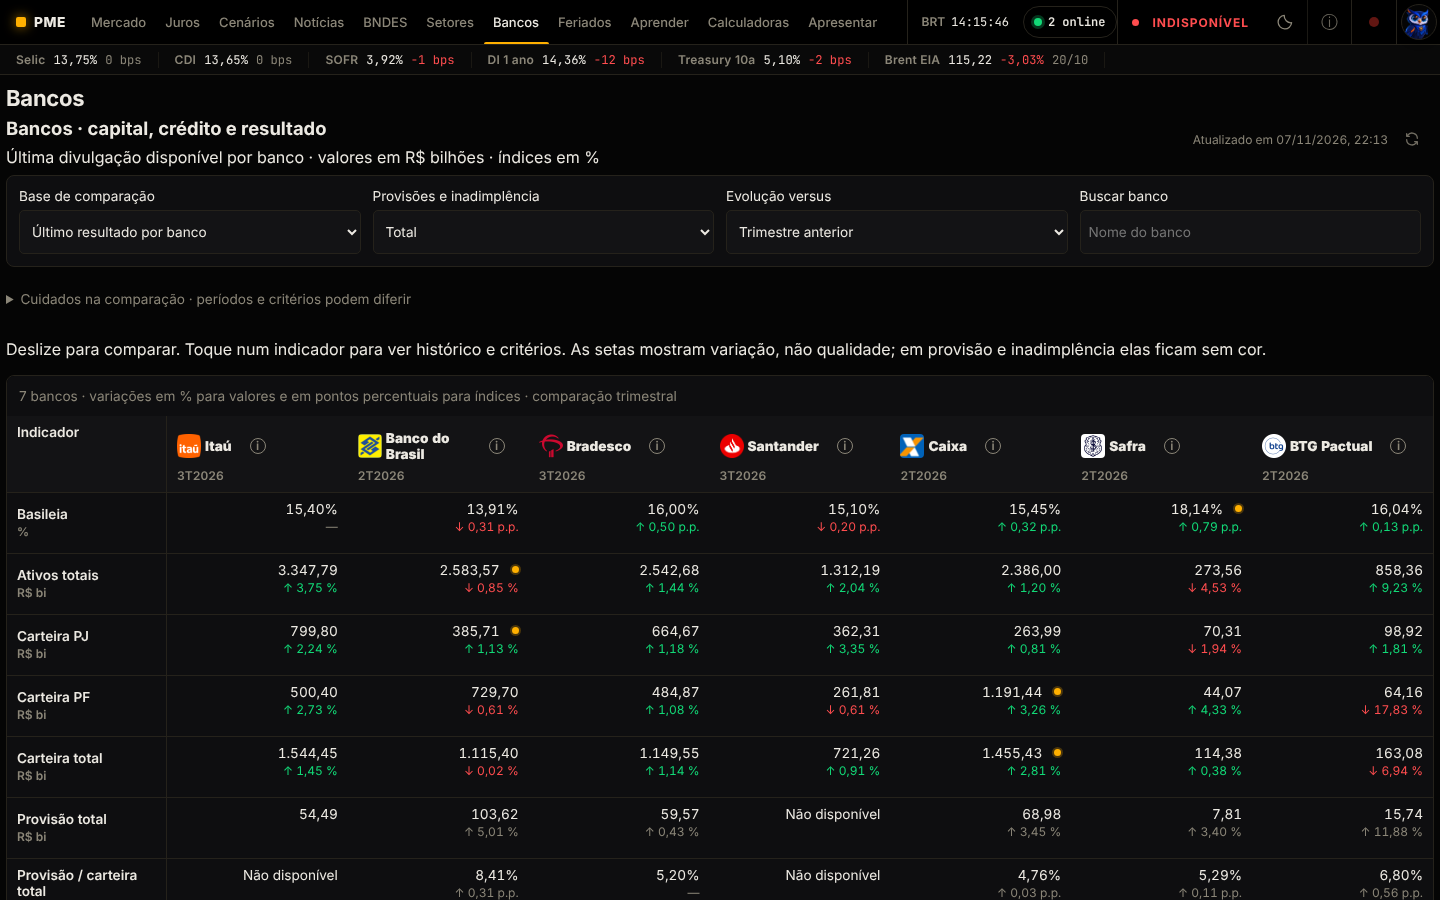 PME Mercado Juros Cenários Notícias BNDES Setores Bancos Feriados Aprender Calculadoras Apresentar BRT 14:15:46 2 online INDISPONÍVEL
Selic 13,75% 0 bps CDI 13,65% 0 bps SOFR 3,92% -1 bps DI 1 ano 14,36% -12 bps Treasury 10a 5,10% -2 bps Brent EIA 115,22 -3,03% 20/10
Bancos
Bancos · capital, crédito e resultado
Atualizado em 07/11/2026, 22:13
Última divulgação disponível por banco · valores em R$ bilhões · índices em %
Base de comparação Provisões e inadimplência Evolução versus Buscar banco
Último resultado por banco Total Trimestre anterior Nome do banco
Cuidados na comparação · períodos e critérios podem diferir
Deslize para comparar. Toque num indicador para ver histórico e critérios. As setas mostram variação, não qualidade; em provisão e inadimplência elas ficam sem cor.
7 bancos · variações em % para valores e em pontos percentuais para índices · comparação trimestral
Indicador itaú Itaú Banco do Brasil Bradesco Santander Caixa Safra btg BTG Pactual
3T2026 2T2026 3T2026 3T2026 2T2026 2T2026 2T2026
Basileia 15,40% 13,91% 16,00% 15,10% 15,45% 18,14% 16,04%
% — ↓ 0,31 p.p. ↑ 0,50 p.p. ↓ 0,20 p.p. ↑ 0,32 p.p. ↑ 0,79 p.p. ↑ 0,13 p.p.
Ativos totais 3.347,79 2.583,57 2.542,68 1.312,19 2.386,00 273,56 858,36
R$ bi ↑ 3,75 % ↓ 0,85 % ↑ 1,44 % ↑ 2,04 % ↑ 1,20 % ↓ 4,53 % ↑ 9,23 %
Carteira PJ 799,80 385,71 664,67 362,31 263,99 70,31 98,92
R$ bi ↑ 2,24 % ↑ 1,13 % ↑ 1,18 % ↑ 3,35 % ↑ 0,81 % ↓ 1,94 % ↑ 1,81 %
Carteira PF 500,40 729,70 484,87 261,81 1.191,44 44,07 64,16
R$ bi ↑ 2,73 % ↓ 0,61 % ↑ 1,08 % ↓ 0,61 % ↑ 3,26 % ↑ 4,33 % ↓ 17,83 %
Carteira total 1.544,45 1.115,40 1.149,55 721,26 1.455,43 114,38 163,08
R$ bi ↑ 1,45 % ↓ 0,02 % ↑ 1,14 % ↑ 0,91 % ↑ 2,81 % ↑ 0,38 % ↓ 6,94 %
Provisão total 54,49 103,62 59,57 Não disponível 68,98 7,81 15,74
R$ bi ↑ 5,01 % ↑ 0,43 % ↑ 3,45 % ↑ 3,40 % ↑ 11,88 %
Provisão / carteira Não disponível 8,41% 5,20% Não disponível 4,76% 5,29% 6,80%
total ↑ 0,31 p.p. — ↑ 0,03 p.p. ↑ 0,11 p.p. ↑ 0,56 p.p.